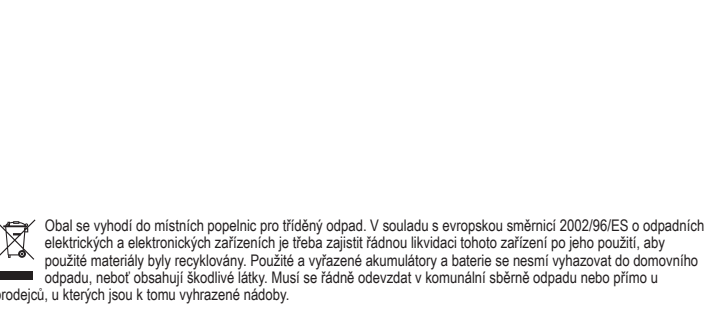 Obal se vyhodí do místních popelnic pro tříděný odpad. V souladu s evropskou směrnicí 2002/96/ES o odpadních
elektrických a elektronických zařízeních je třeba zajistit řádnou likvidaci tohoto zařízení po jeho použití, aby
použité materiály byly recyklovány. Použité a vyřazené akumulátory a baterie se nesmí vyhazovat do domovního
odpadu, neboť obsahují škodlivé látky. Musí se řádně odevzdat v komunální sběrně odpadu nebo přímo u
rodejců, u kterých jsou k tomu vyhrazené nádoby.